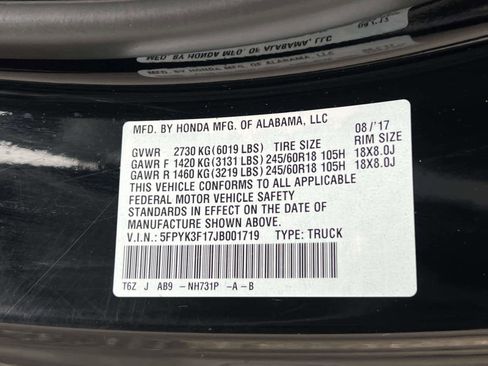 MFD. BY HONDA MFG. OF ALABAMA, LLC 08/'17
GVWR 2730 KG (6019 LBS) TIRE SIZE RIM SIZE
GAWR F 1420 KG (3131 LBS) 245/60R18 105H 18X8.0J
GAWR R 1460 KG (3219 LBS) 245/60R18 105H 18X8.0J
THIS VEHICLE CONFORMS TO ALL APPLICABLE
FEDERAL MOTOR VEHICLE SAFETY
STANDARDS IN EFFECT ON THE DATE OF
MANUFACTURE SHOWN ABOVE.
V.I.N.: 5FPYK3F17JB001719 TYPE: TRUCK
T6Z J AB9 -NH731P -A-B